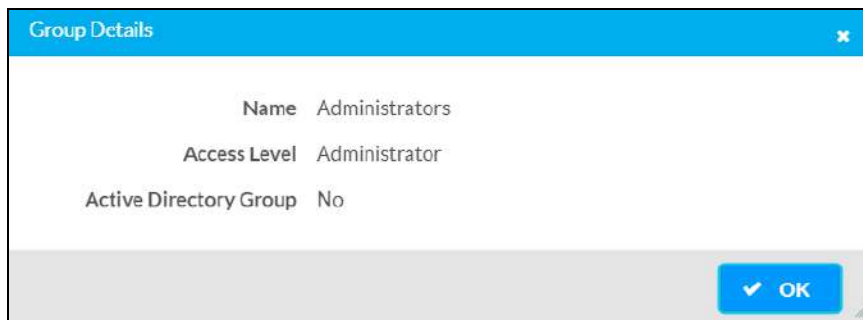 Group Details
Name Administrators
Access Level Administrator
Active Directory Group No
OK